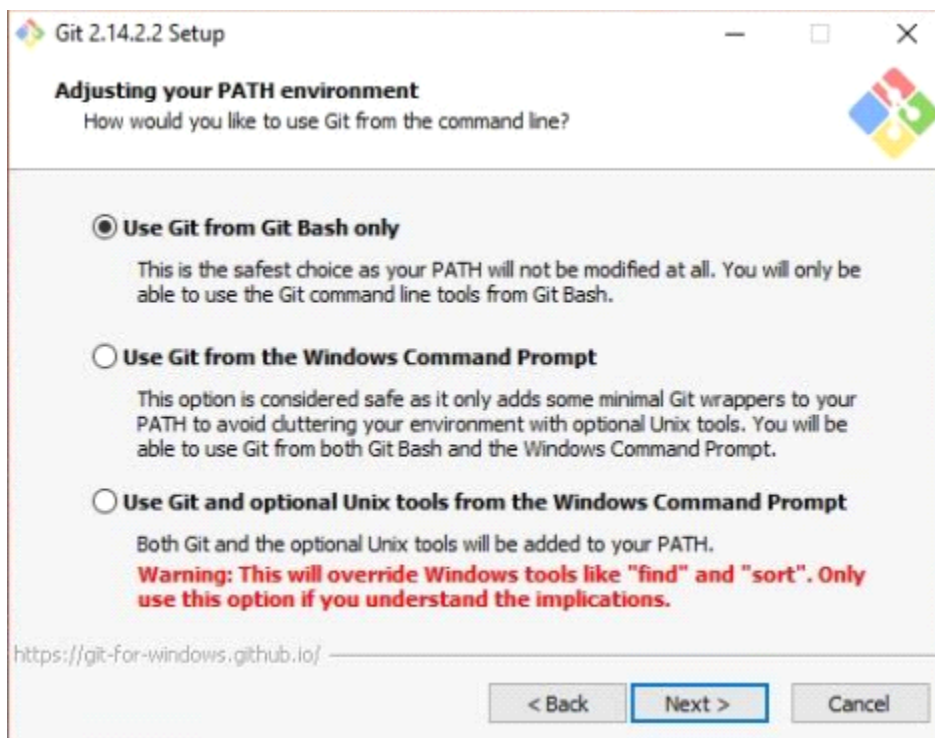 Git 2.14.2.2 Setup
Adjusting your PATH environment
How would you like to use Git from the command line?
Use Git from Git Bash only
This is the safest choice as your PATH will not be modified at all. You will only be
able to use the Git command line tools from Git Bash.
Use Git from the Windows Command Prompt
This option is considered safe as it only adds some minimal Git wrappers to your
PATH to avoid cluttering your environment with optional Unix tools. You will be
able to use Git from both Git Bash and the Windows Command Prompt.
Use Git and optional Unix tools from the Windows Command Prompt
Both Git and the optional Unix tools will be added to your PATH.
Warning: This will override Windows tools like "find" and "sort". Only
use this option if you understand the implications.
https://git-for-windows.github.io/
< Back Next > Cancel